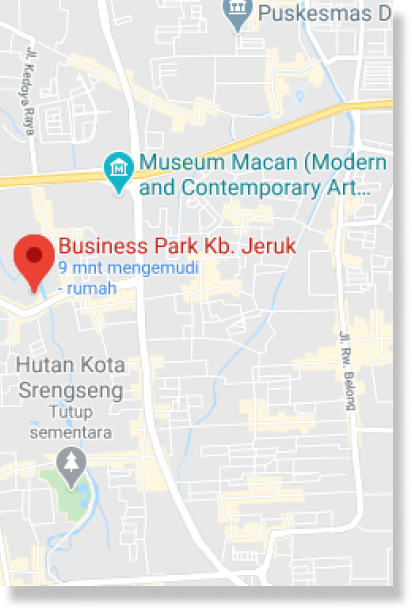 Puskesmas D
Jl. Kedoya Raya
Museum Macan (Modern
and Contemporary Art...
Business Park Kb. Jeruk
9 mnt mengemudi
- rumah
Jl. Rw. Belong
Hutan Kota
Srengseng
Tutup
sementara